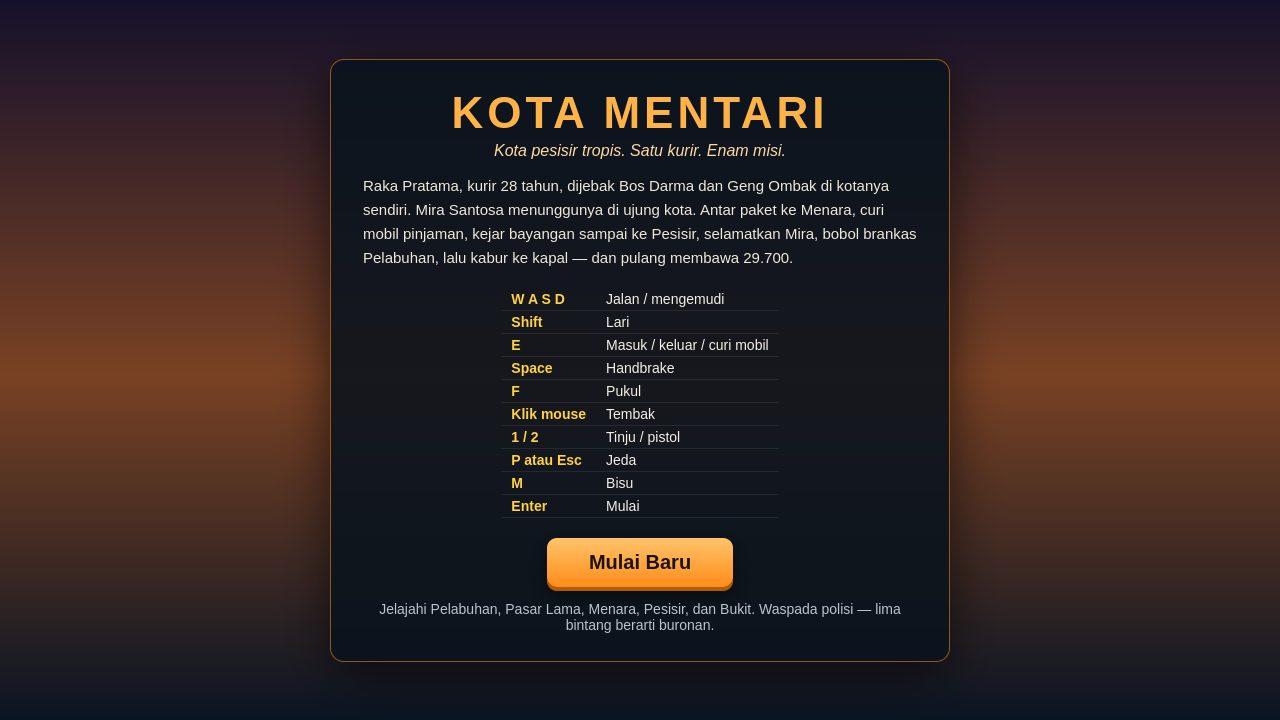 KOTA MENTARI
Kota pesisir tropis. Satu kurir. Enam misi.
Raka Pratama, kurir 28 tahun, dijebak Bos Darma dan Geng Ombak di kotanya
sendiri. Mira Santosa menunggunya di ujung kota. Antar paket ke Menara, curi
mobil pinjaman, kejar bayangan sampai ke Pesisir, selamatkan Mira, bobol brankas
Pelabuhan, lalu kabur ke kapal — dan pulang membawa 29.700.
W A S D Jalan / mengemudi
Shift Lari
E Masuk / keluar / curi mobil
Space Handbrake
F Pukul
Klik mouse Tembak
1 / 2 Tinju / pistol
P atau Esc Jeda
M Bisu
Enter Mulai
Mulai Baru
Jelajahi Pelabuhan, Pasar Lama, Menara, Pesisir, dan Bukit. Waspada polisi — lima
bintang berarti buronan.